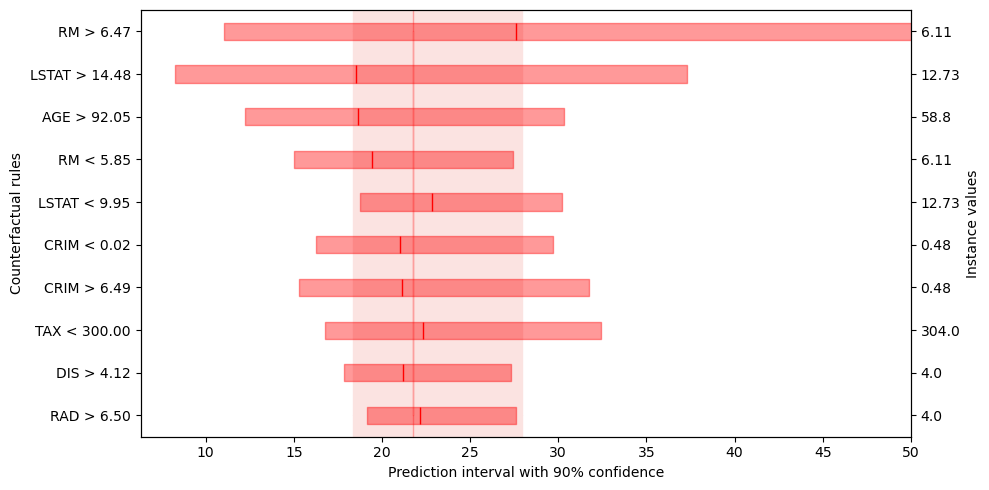 RM > 6.47 6.11
LSTAT > 14.48 12.73
AGE > 92.05 58.8
RM < 5.85 6.11
LSTAT < 9.95 12.73
CRIM < 0.02 0.48
CRIM > 6.49 0.48
TAX < 300.00 304.0
DIS > 4.12 4.0
RAD > 6.50 4.0
Counterfactual rules
Instance values
10 15 20 25 30 35 40 45 50
Prediction interval with 90% confidence